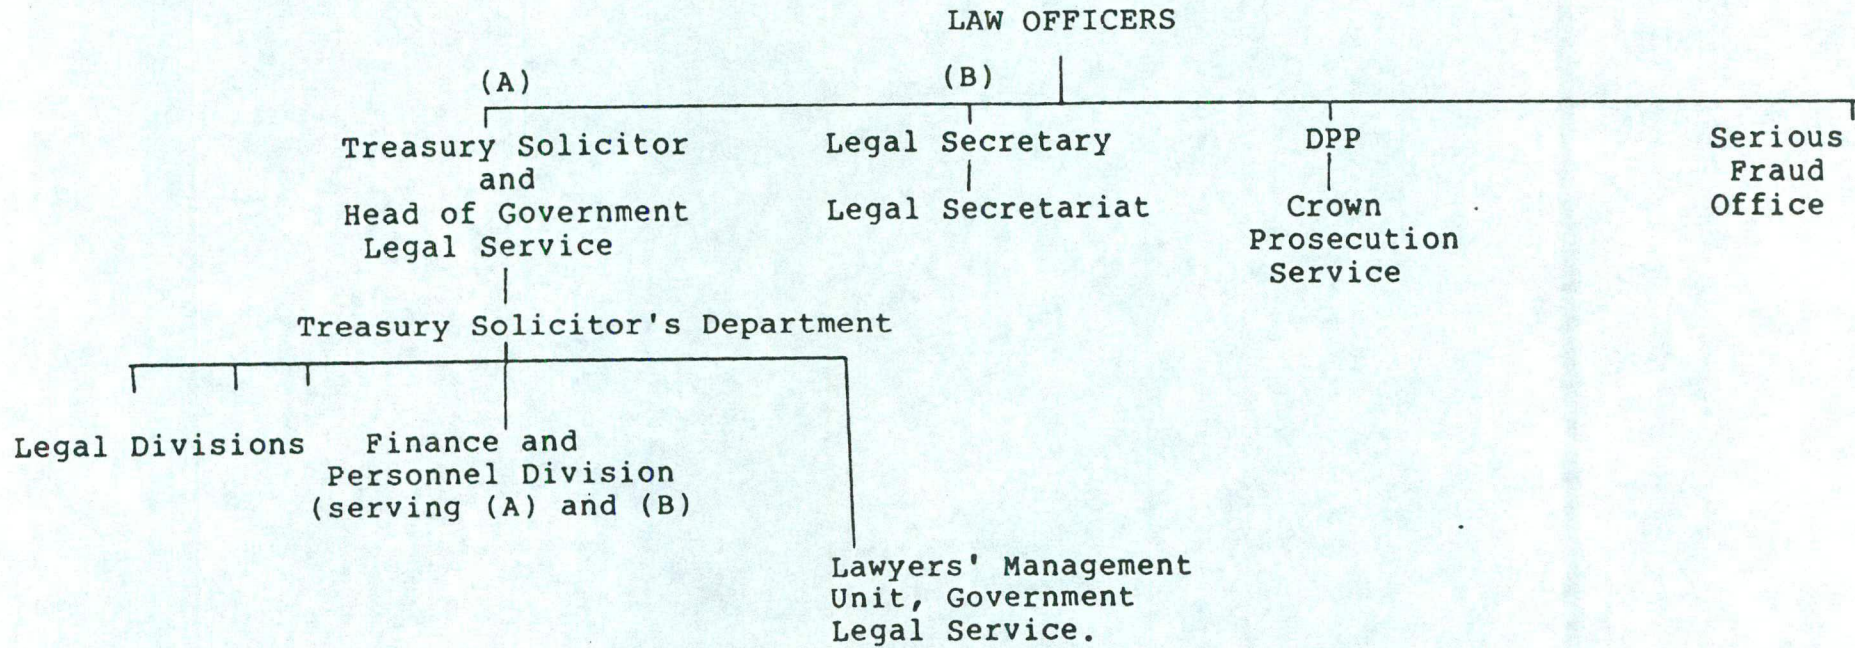 LAW OFFICERS
(A)
(B)
Treasury Solicitor
and
Head of Government
Legal Service
Legal Secretary
Legal Secretariat
DPP
Crown
Prosecution
Service
Serious
Fraud
Office
Treasury Solicitor's Department
Legal Divisions
Finance and
Personnel Division
(serving (A) and (B)
Lawyers' Management
Unit, Government
Legal Service.